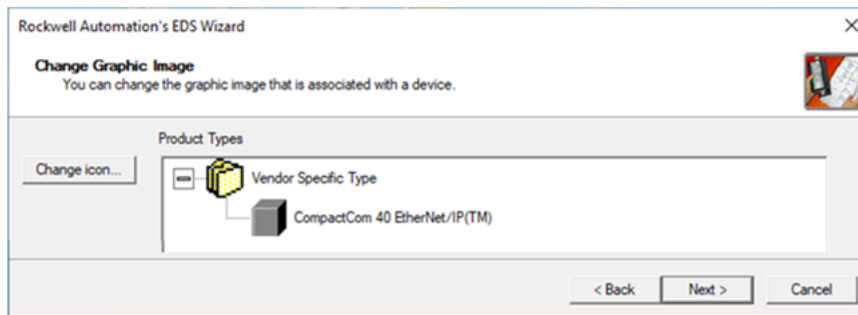 Rockwell Automation's EDS Wizard
Change Graphic Image
You can change the graphic image that is associated with a device.
Product Types
Change icon...
Vendor Specific Type
CompactCom 40 EtherNet/IP(TM)
< Back
Next >
Cancel